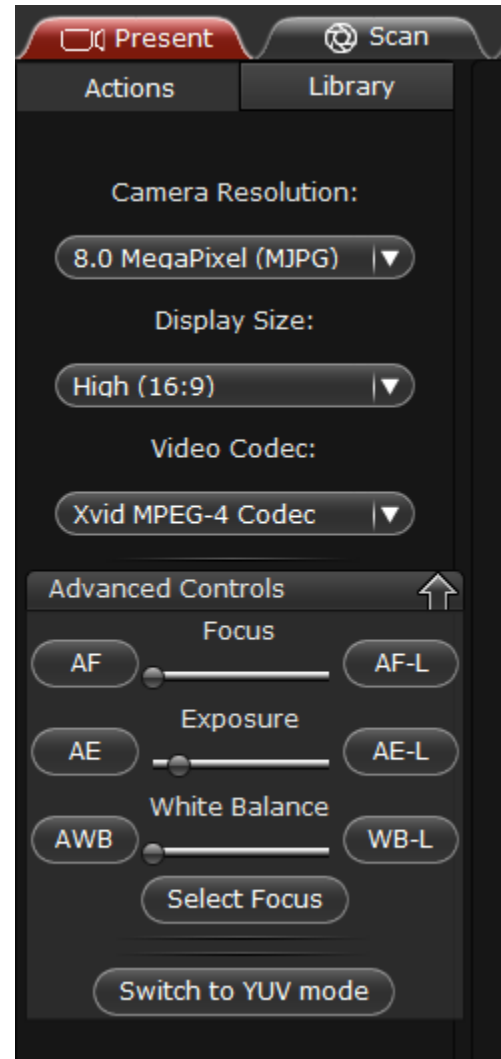 Present
Scan
Actions
Library
Camera Resolution:
8.0 MegaPixel (MJPG)
Display Size:
High (16:9)
Video Codec:
Xvid MPEG-4 Codec
Advanced Controls
Focus
AF
AF-L
Exposure
AE
AE-L
White Balance
AWB
WB-L
Select Focus
Switch to YUV mode